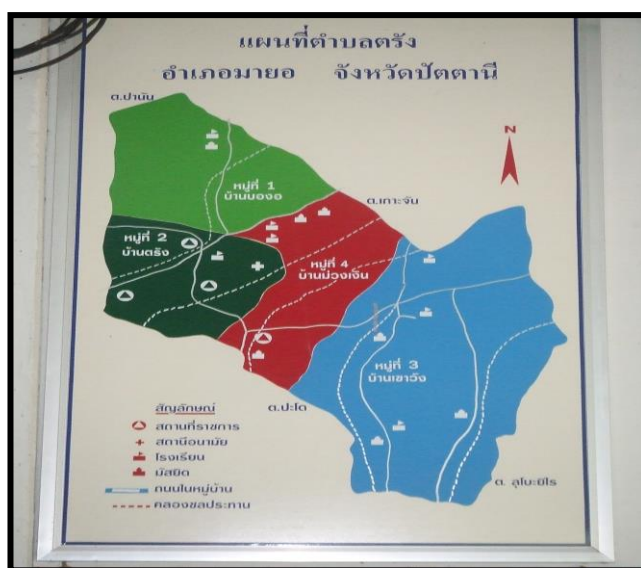 แผนที่ตำบลตรัง
อำเภอมายอ จังหวัดปัตตานี
ต.ปานัน
N
หมู่ที่ 1
บ้านบองอ
ต.เกาะจัน
หมู่ที่ 2
บ้านตรัง
หมู่ที่ 4
บ้านม่วงเงิน
หมู่ที่ 3
บ้านเขาวัง
ต.ปะโด
สัญลักษณ์
สถานที่ราชการ
สถานีอนามัย
โรงเรียน
มัสยิด
ถนนในหมู่บ้าน
คลองชลประทาน
ต. ลุโบะยิไร